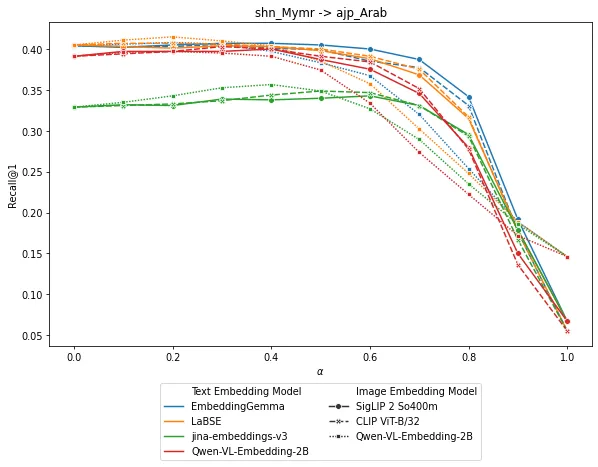 shn_Mymr -> ajp_Arab
Recall@1
0.40
0.35
0.30
0.25
0.20
0.15
0.10
0.05
0.0 0.2 0.4 0.6 0.8 1.0
α
Text Embedding Model
EmbeddingGemma
LaBSE
jina-embeddings-v3
Qwen-VL-Embedding-2B
Image Embedding Model
SigLIP 2 So400m
CLIP ViT-B/32
Qwen-VL-Embedding-2B